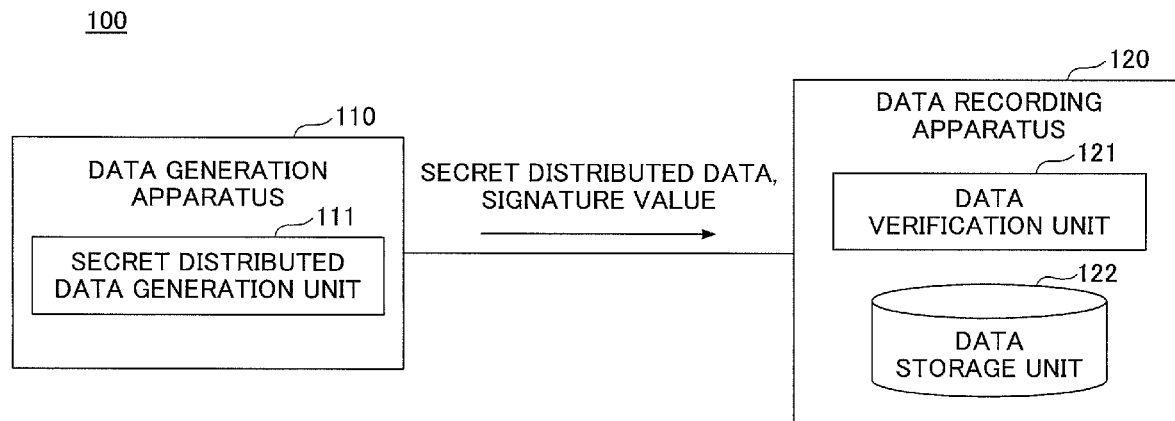 100
110
DATA GENERATION
APPARATUS
111
SECRET DISTRIBUTED
DATA GENERATION UNIT
SECRET DISTRIBUTED DATA,
SIGNATURE VALUE
120
DATA RECORDING
APPARATUS
121
DATA
VERIFICATION UNIT
122
DATA
STORAGE UNIT